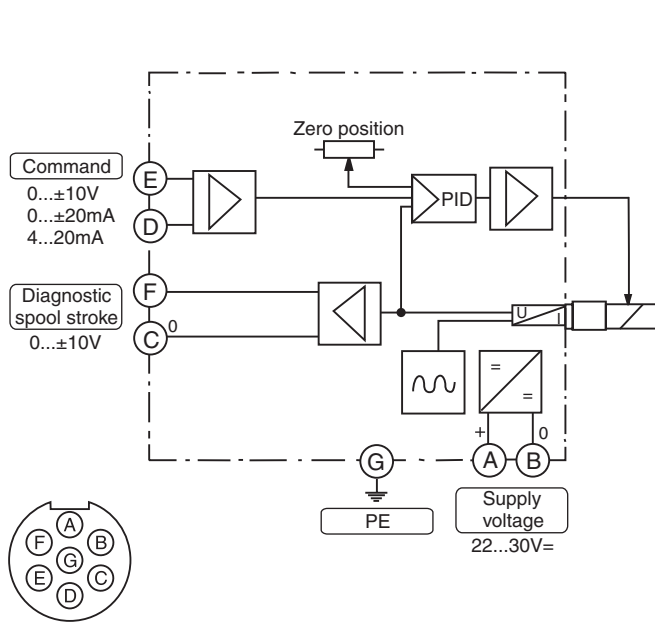 Zero position
Command
0...±10V
0...±20mA
4...20mA
E
D
PID
F
C
0
Diagnostic
spool stroke
0...±10V
U
I
=
=
+
0
G
A
B
PE
Supply
voltage
22...30V=
A
F
B
G
E
C
D